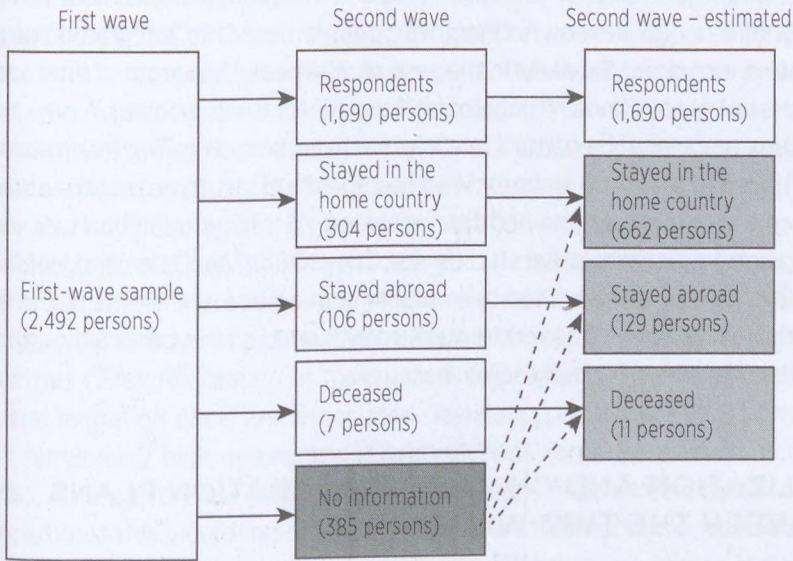 First wave
Second wave
Second wave – estimated
Respondents
(1,690 persons)
Respondents
(1,690 persons)
Stayed in the
home country
(304 persons)
Stayed in the
home country
(662 persons)
First-wave sample
(2,492 persons)
Stayed abroad
(106 persons)
Stayed abroad
(129 persons)
Deceased
(7 persons)
Deceased
(11 persons)
No information
(385 persons)